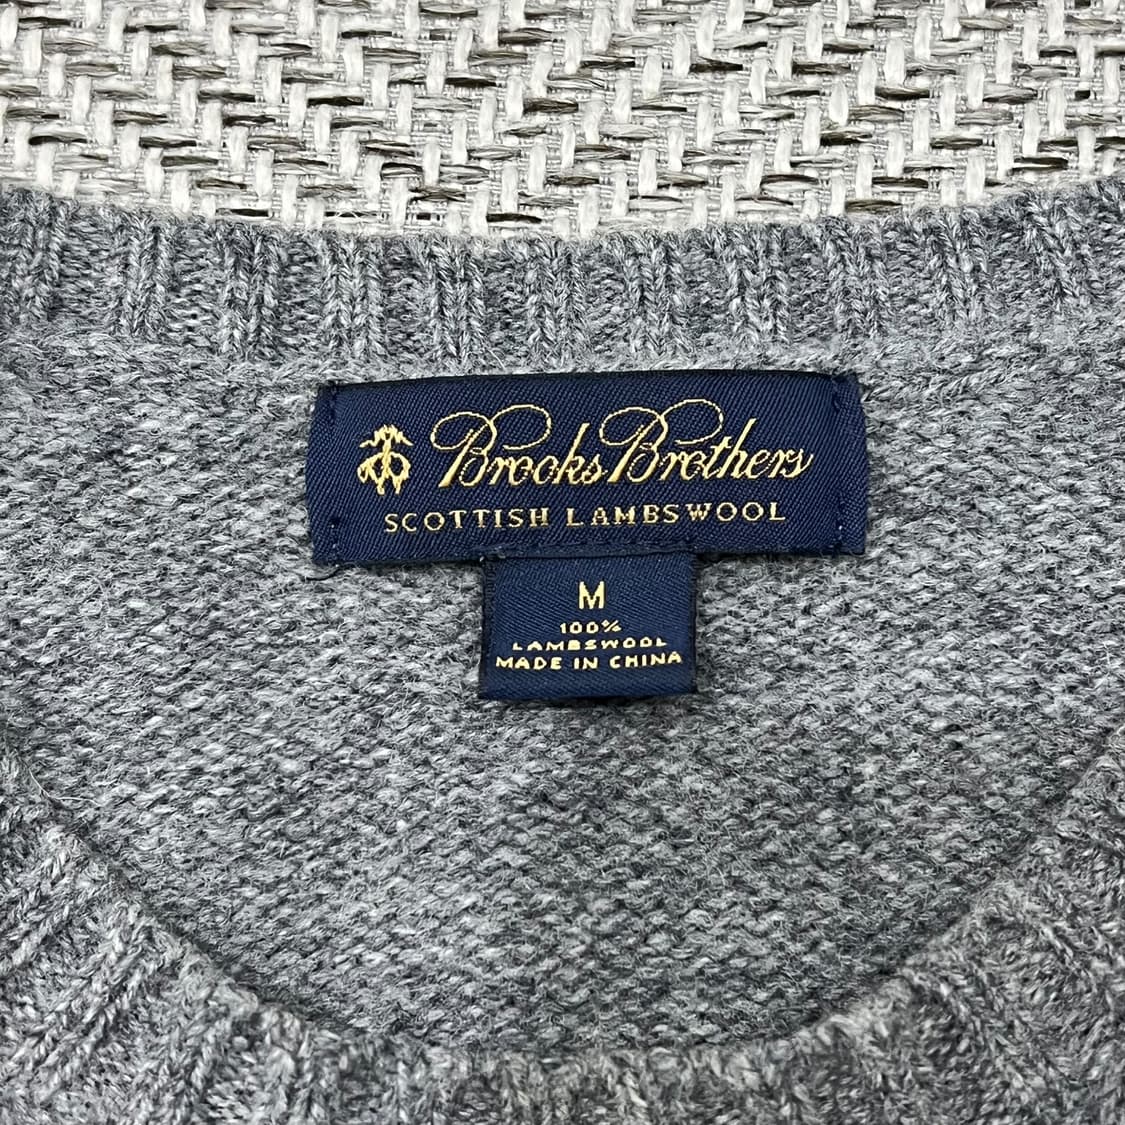 Brooks Brothers
SCOTTISH LAMBSWOOL
M
100%
LAMBSWOOL
MADE IN CHINA